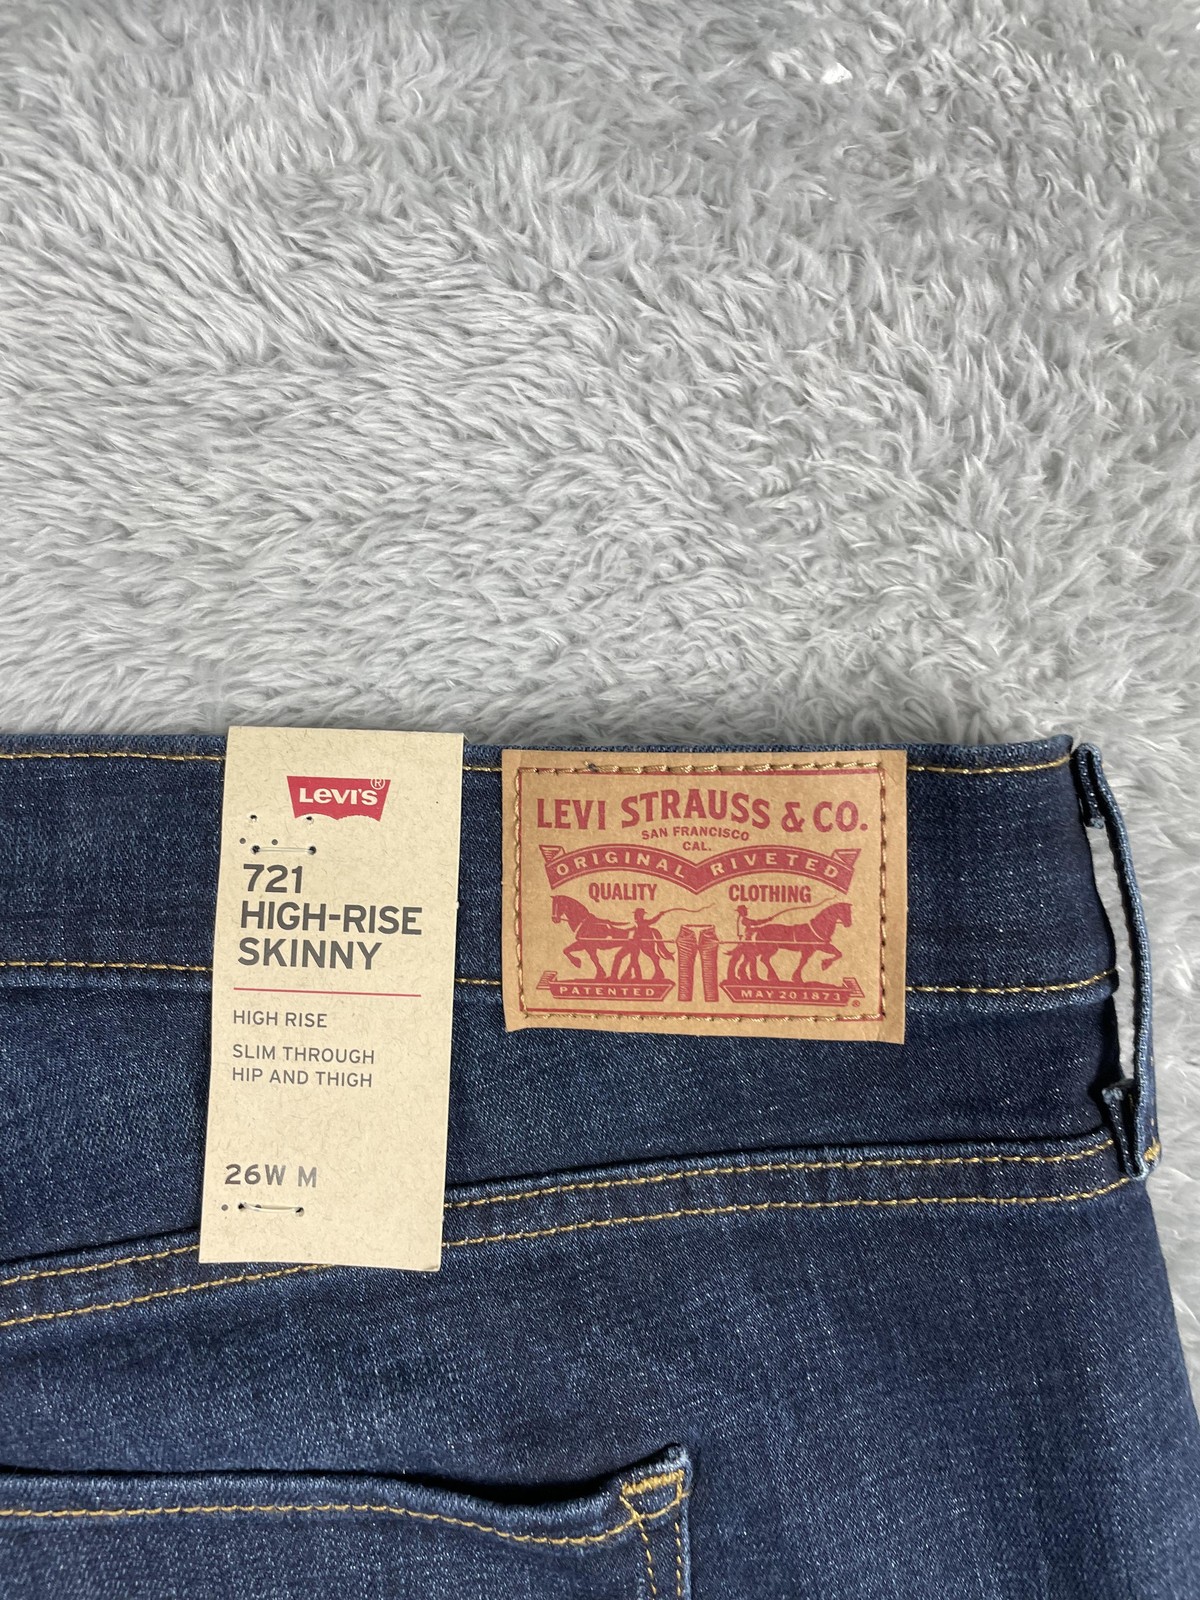 LEVI'S®
721
HIGH-RISE
SKINNY
HIGH RISE
SLIM THROUGH
HIP AND THIGH
26W M
LEVI STRAUSS & CO.
SAN FRANCISCO
CAL.
ORIGINAL RIVETED
QUALITY CLOTHING
PATENTED MAY 20 1873 ®